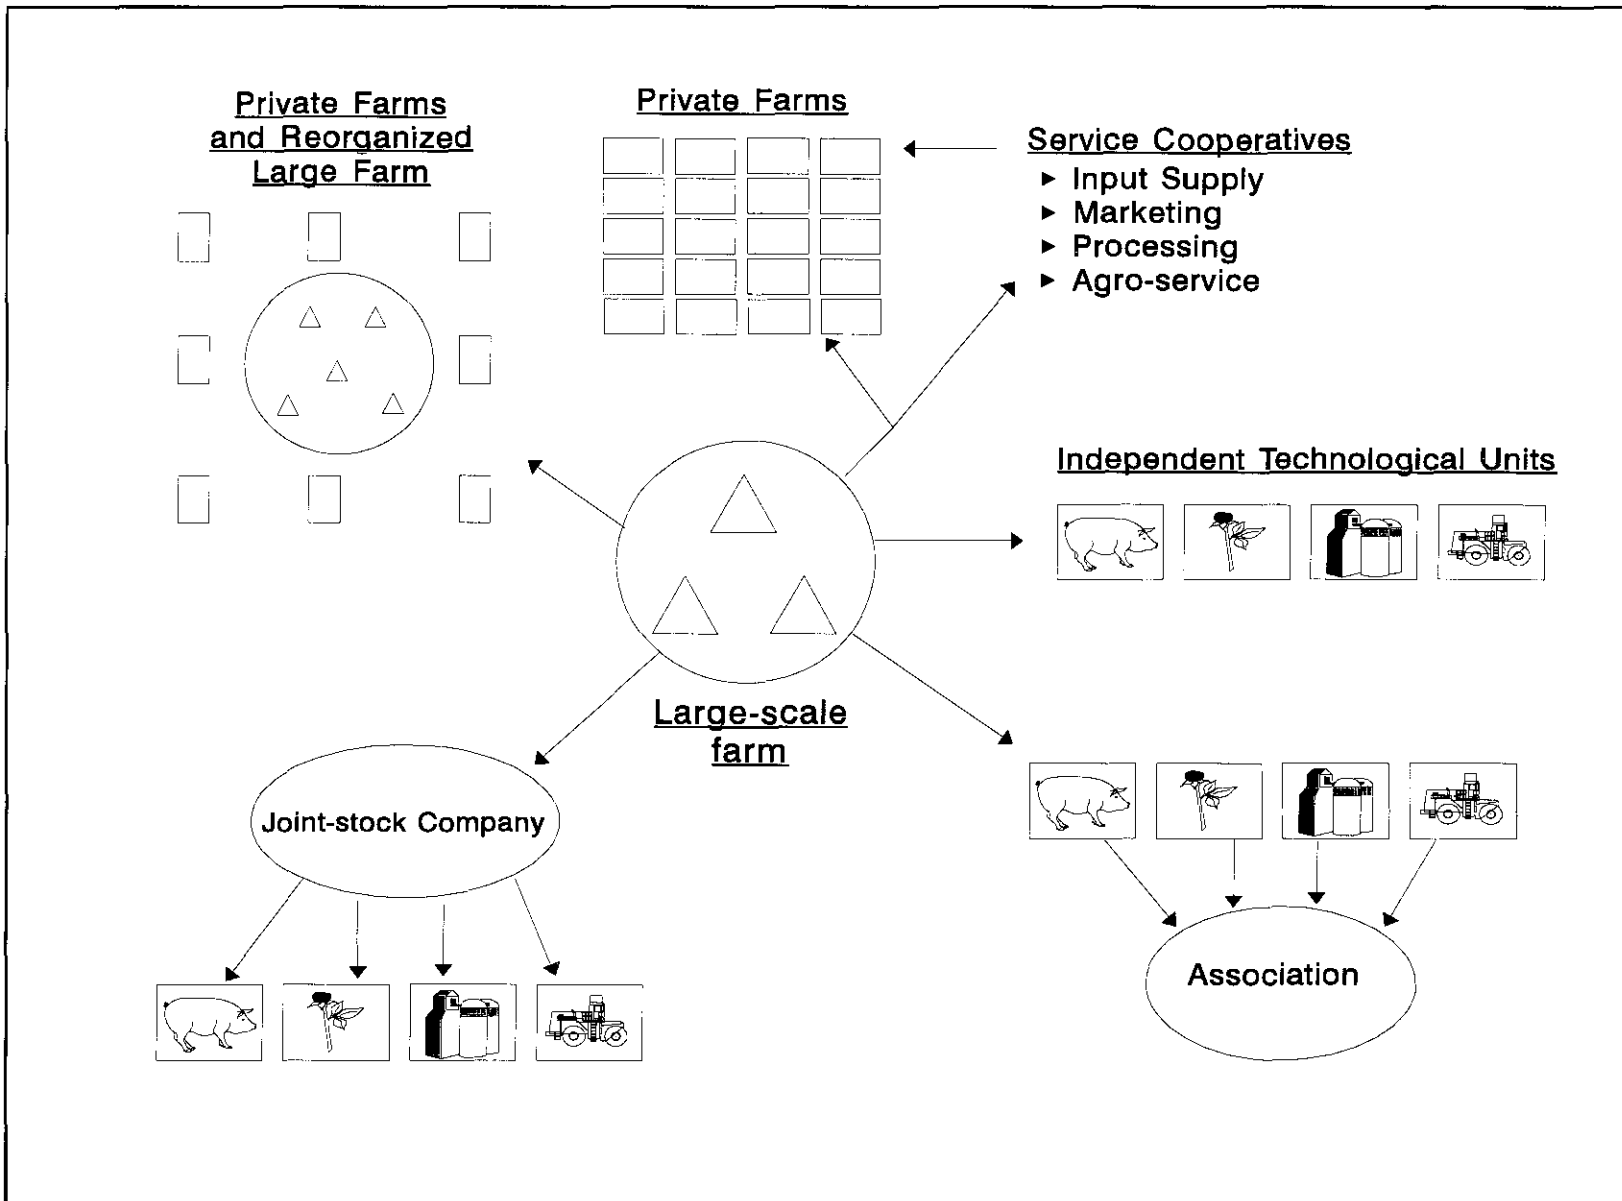 Private Farms
and Reorganized
Large Farm
Private Farms
Service Cooperatives
▸ Input Supply
▸ Marketing
▸ Processing
▸ Agro-service
Independent Technological Units
Large-scale
farm
Joint-stock Company
Association